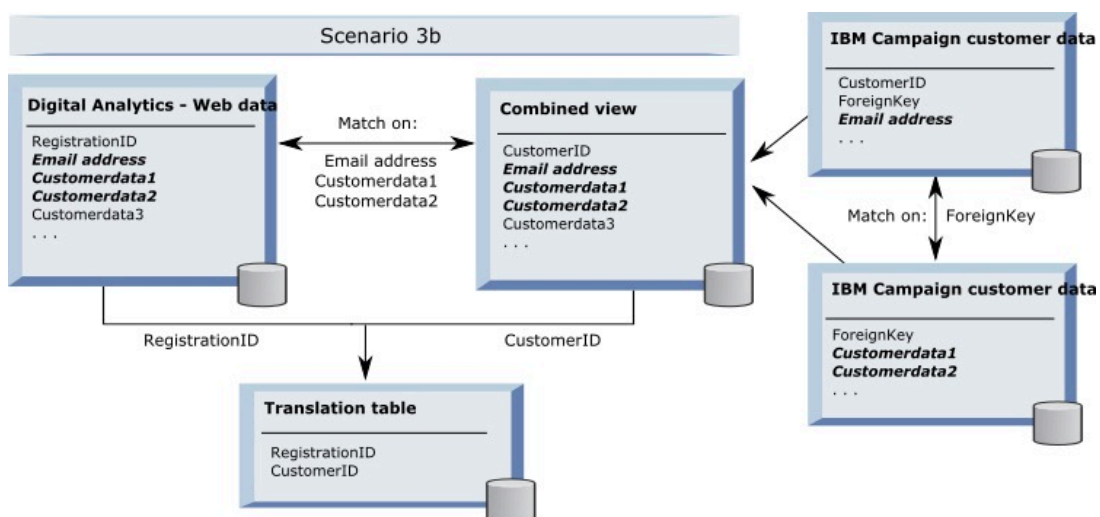 Scenario 3b
Digital Analytics - Web data
RegistrationID
Email address
Customerdata1
Customerdata2
Customerdata3
. . .
Match on:
Email address
Customerdata1
Customerdata2
Combined view
CustomerID
Email address
Customerdata1
Customerdata2
Customerdata3
. . .
IBM Campaign customer data
CustomerID
ForeignKey
Email address
. . .
Match on: ForeignKey
IBM Campaign customer data
ForeignKey
Customerdata1
Customerdata2
. . .
RegistrationID
CustomerID
Translation table
RegistrationID
CustomerID